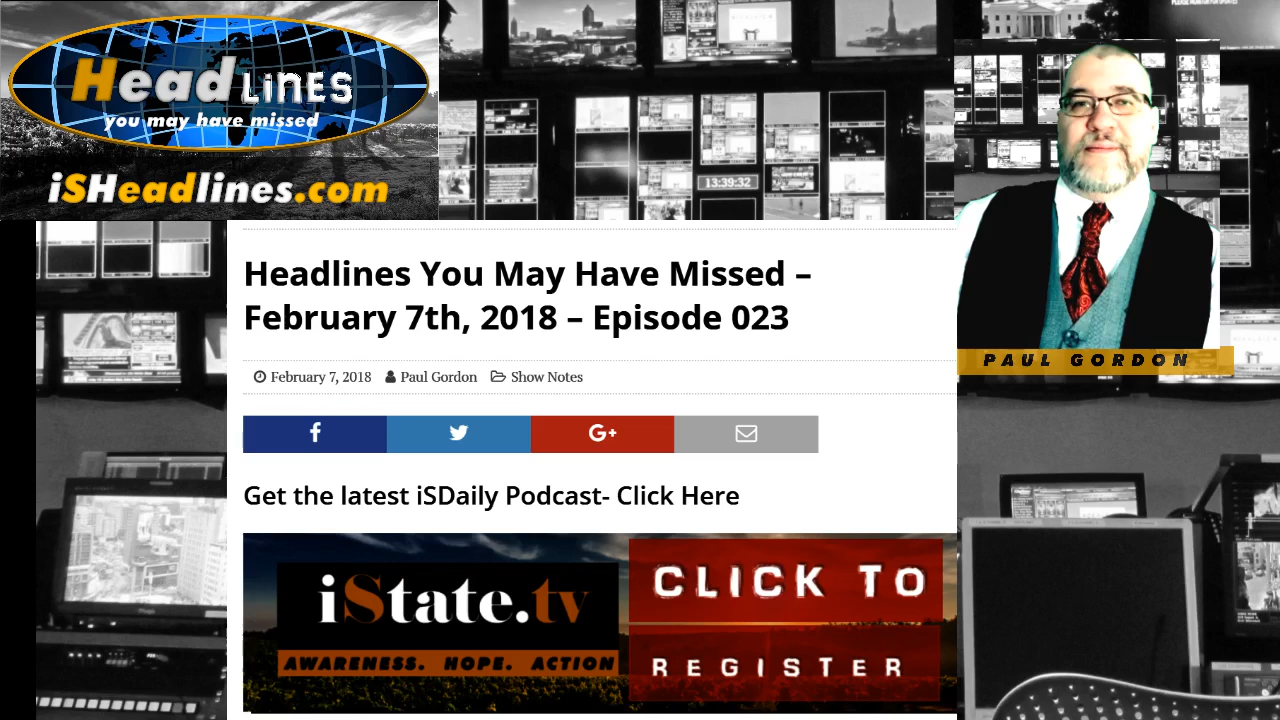 HeadLINES
you may have missed
iSHeadlines.com
13:39:32
PAUL GORDON
Headlines You May Have Missed –
February 7th, 2018 – Episode 023
February 7, 2018 Paul Gordon Show Notes
f G+
Get the latest iSDaily Podcast- Click Here
iState.tv
AWARENESS. HOPE. ACTION
CLICK TO
REGISTER